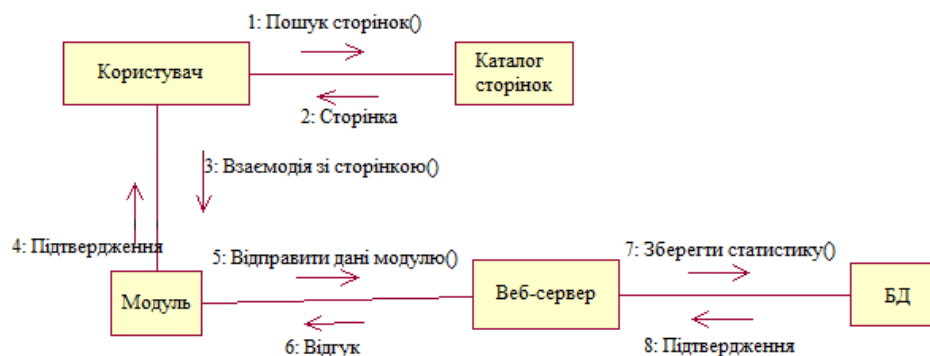 1: Пошук сторінок()
Користувач
Каталог
сторінок
2: Сторінка
3: Взаємодія зі сторінкою()
4: Підтвердження
5: Відправити дані модулю()
7: Зберегти статистику()
Модуль
Веб-сервер
БД
6: Відгук
8: Підтвердження